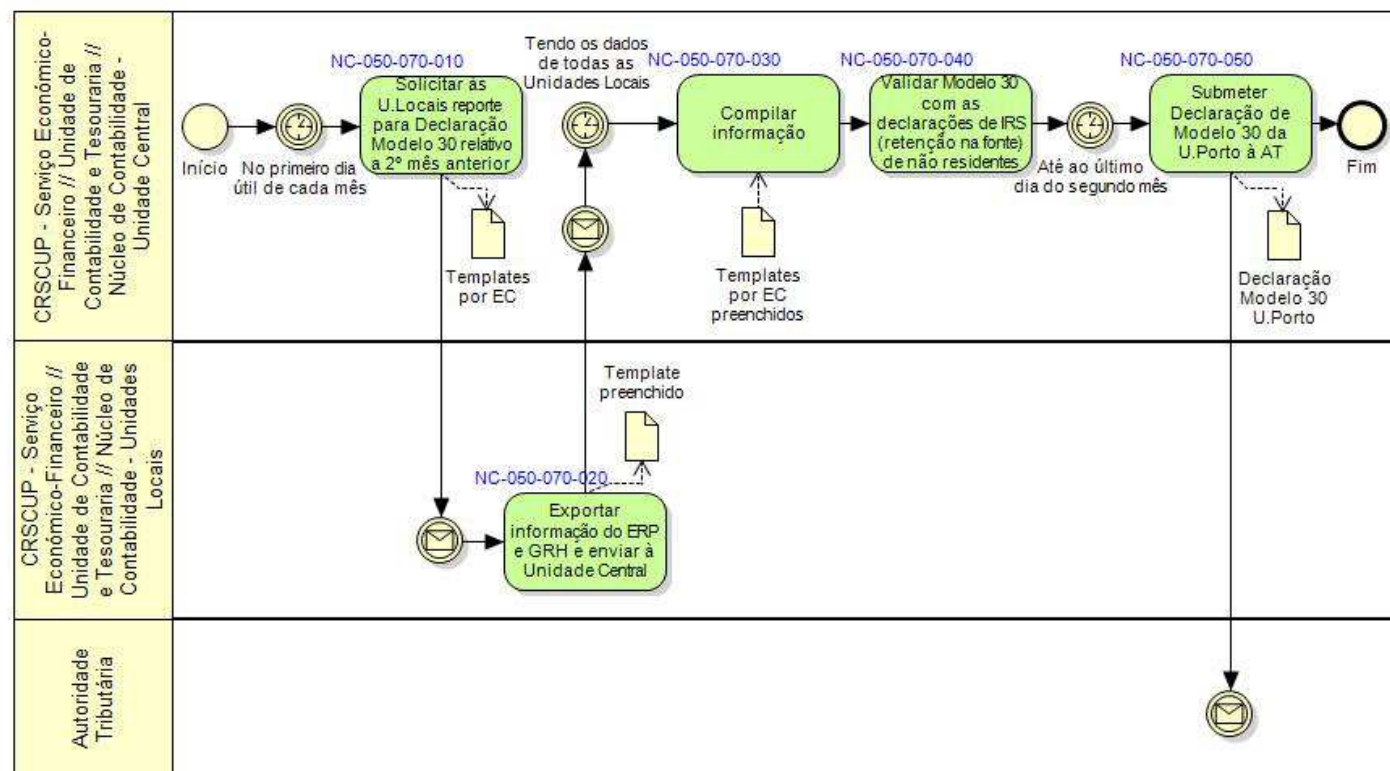 CRSCUP - Serviço Económico-
Financeiro // Unidade de
Contabilidade e Tesouraria //
Núcleo de Contabilidade -
Unidade Central
Início
No primeiro dia
útil de cada mês
NC-050-070-010
Solicitar às
U.Locais reporte
para Declaração
Modelo 30 relativo
a 2º mês anterior
Templates
por EC
Tendo os dados
de todas as
Unidades Locais
NC-050-070-030
Compilar
informação
Templates
por EC
preenchidos
NC-050-070-040
Validar Modelo 30
com as
declarações de IRS
(retenção na fonte)
de não residentes
Até ao último
dia do segundo mês
NC-050-070-050
Submeter
Declaração de
Modelo 30 da
U.Porto à AT
Declaração
Modelo 30
U.Porto
Fim
CRSCUP - Serviço
Económico-Financeiro //
Unidade de Contabilidade
e Tesouraria // Núcleo de
Contabilidade - Unidades
Locais
Template
preenchido
NC-050-070-020
Exportar
informação do ERP
e GRH e enviar à
Unidade Central
Autoridade
Tributária